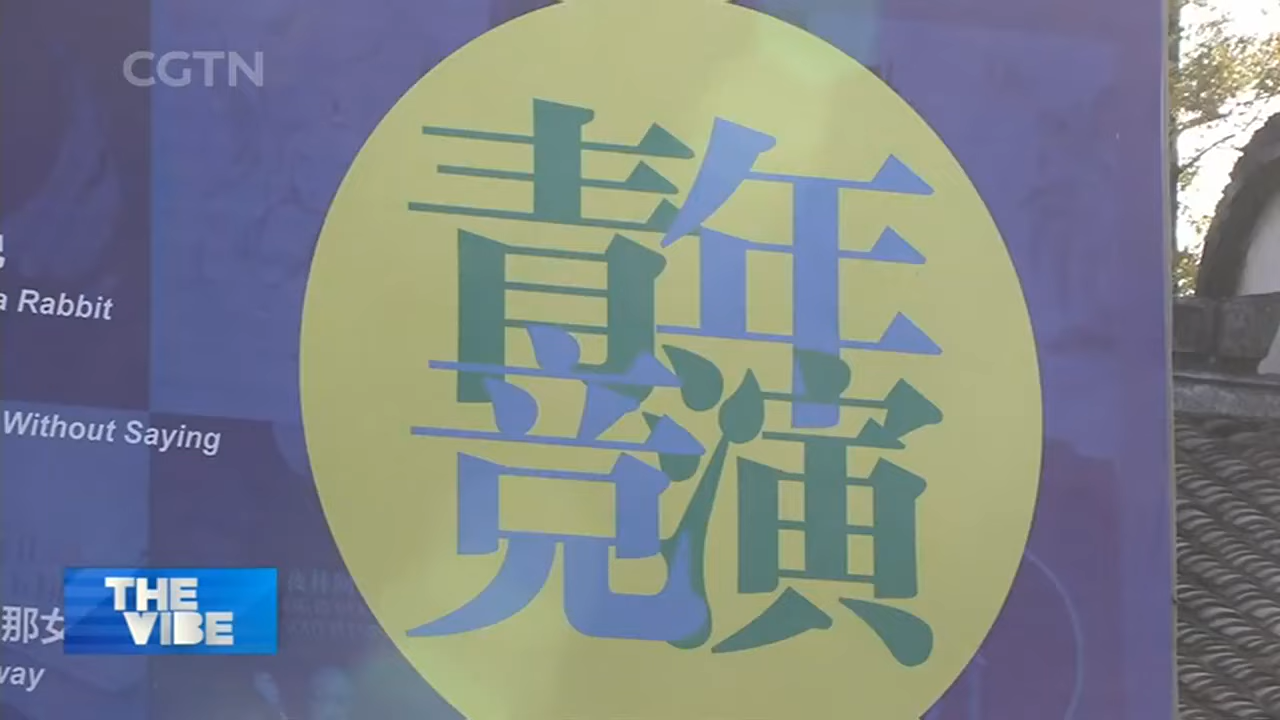 CGTN
青年
竞演
a Rabbit
Without Saying
那女
way
THE
VIBE